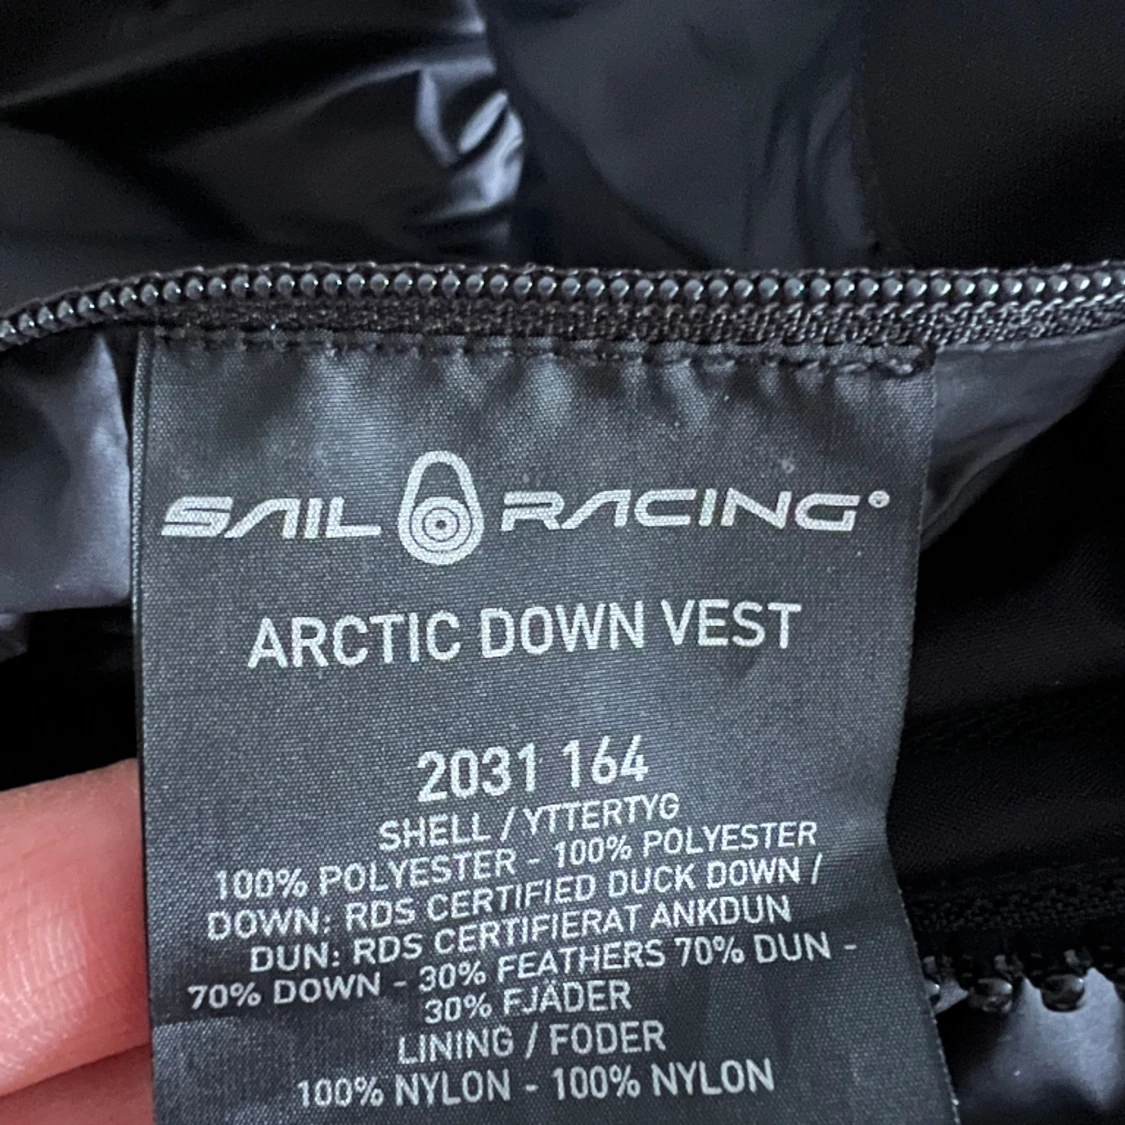 SAIL RACING®
ARCTIC DOWN VEST
2031 164
SHELL / YTTERTYG
100% POLYESTER - 100% POLYESTER
DOWN: RDS CERTIFIED DUCK DOWN /
DUN: RDS CERTIFIERAT ANKDUN
70% DOWN - 30% FEATHERS 70% DUN -
30% FJÄDER
LINING / FODER
100% NYLON - 100% NYLON